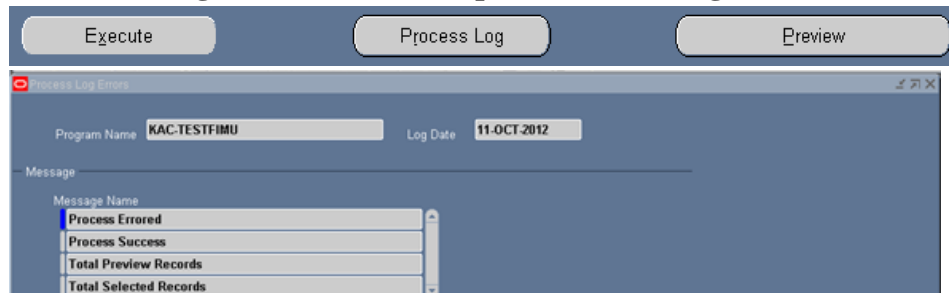 Execute Process Log Preview
Process Log Errors
Program Name KAC-TESTFIMU Log Date 11-OCT-2012
Message
Message Name
Process Errored
Process Success
Total Preview Records
Total Selected Records